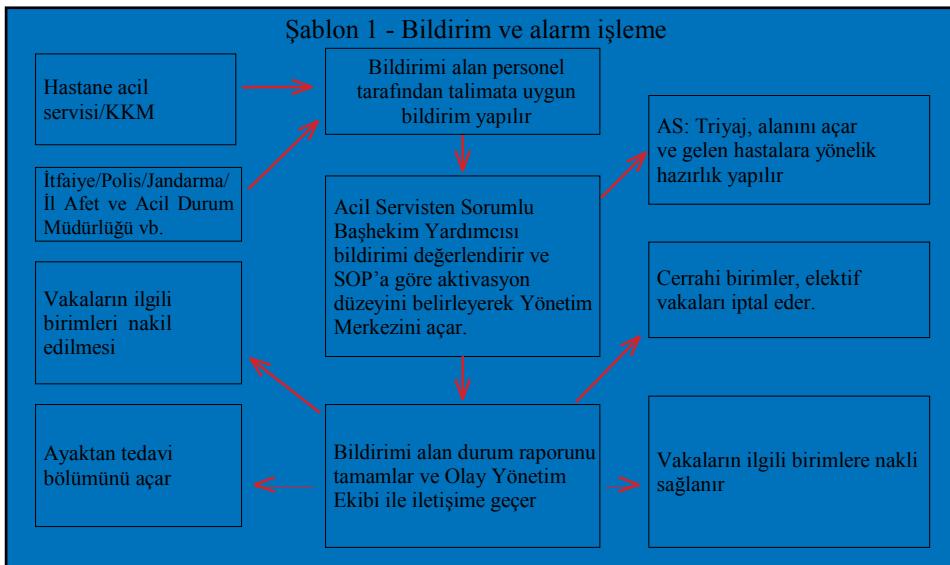 Şablon 1 - Bildirim ve alarm işleme
Hastane acil
servisi/KKM
Bildirimi alan personel
tarafından talimata uygun
bildirim yapılır
AS: Triyaj, alanını açar
ve gelen hastalara yönelik
hazırlık yapılır
İtfaiye/Polis/Jandarma/
İl Afet ve Acil Durum
Müdürlüğü vb.
Acil Servisten Sorumlu
Başhekim Yardımcısı
bildirimi değerlendirir ve
SOP’a göre aktivasyon
düzeyini belirleyerek Yönetim
Merkezini açar.
Vakaların ilgili
birimleri nakil
edilmesi
Cerrahi birimler, elektif
vakaları iptal eder.
Ayaktan tedavi
bölümünü açar
Bildirimi alan durum raporunu
tamamlar ve Olay Yönetim
Ekibi ile iletişime geçer
Vakaların ilgili birimlere nakli
sağlanır